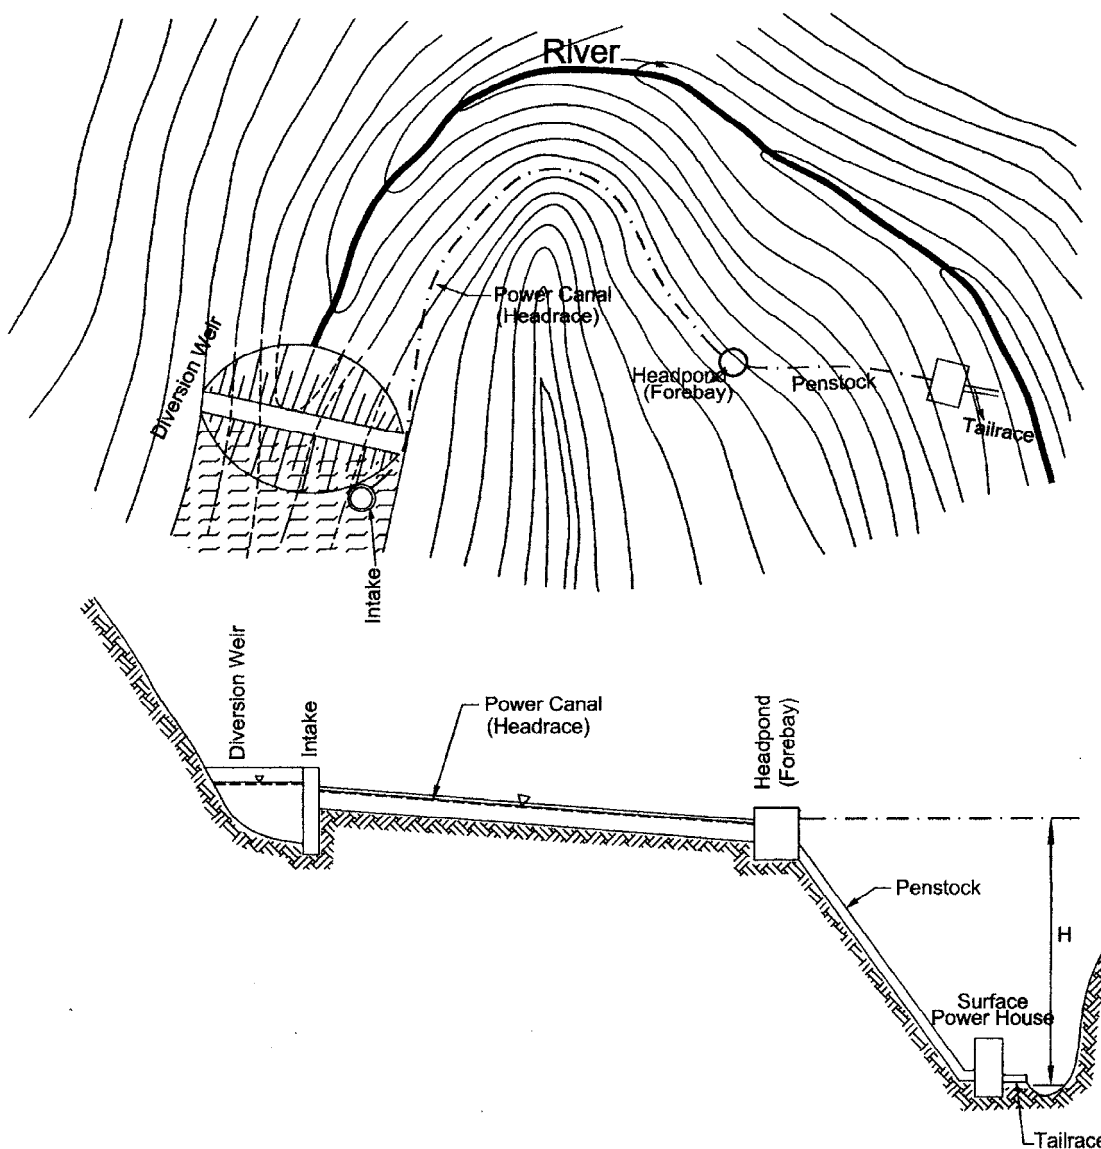 River
Power Canal
(Headrace)
Diversion Weir
Headpond
(Forebay)
Penstock
Tailrace
Intake
Diversion Weir
Intake
Power Canal
(Headrace)
Headpond
(Forebay)
Penstock
H
Surface
Power House
Tailrace